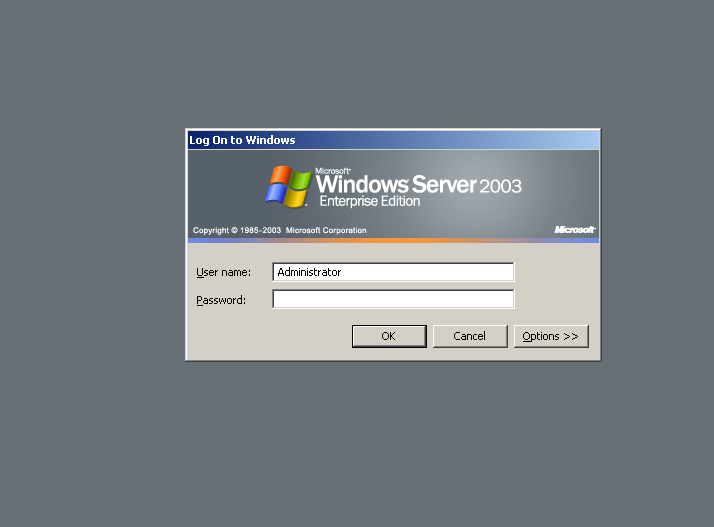 Log On to Windows
Microsoft®
Windows Server 2003
Enterprise Edition
Copyright © 1985-2003 Microsoft Corporation
Microsoft®
User name:
Administrator
Password:
OK
Cancel
Options >>